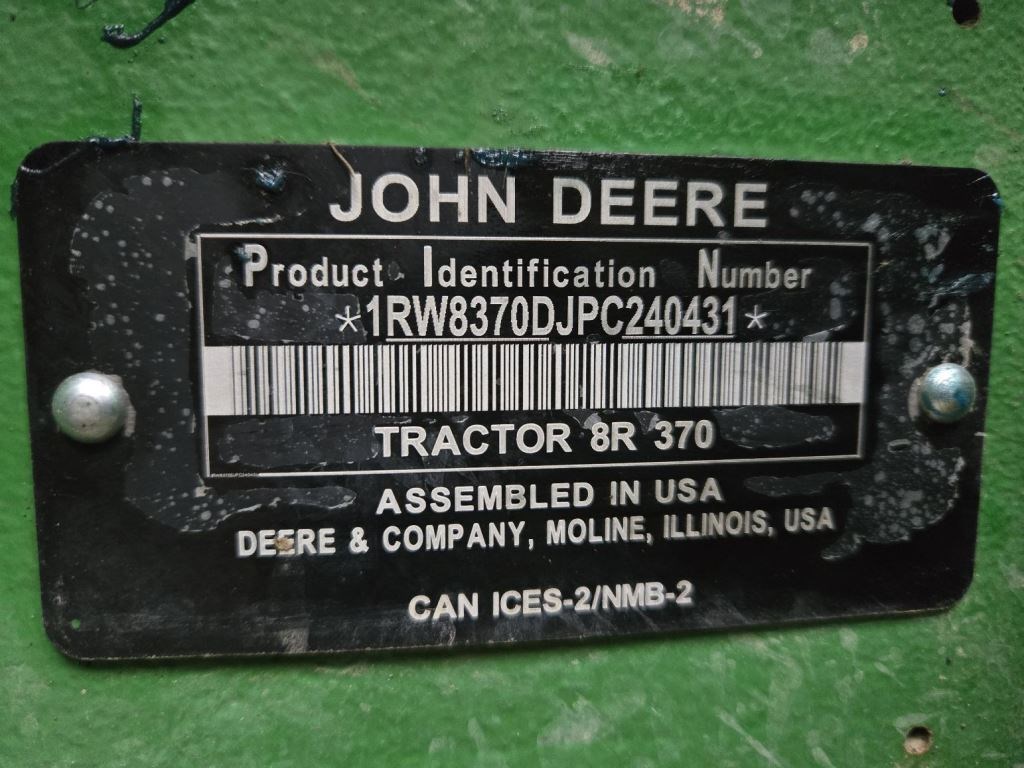 JOHN DEERE
Product Identification Number
*1RW8370DJPC240431*
TRACTOR 8R 370
ASSEMBLED IN USA
DEERE & COMPANY, MOLINE, ILLINOIS, USA
CAN ICES-2/NMB-2